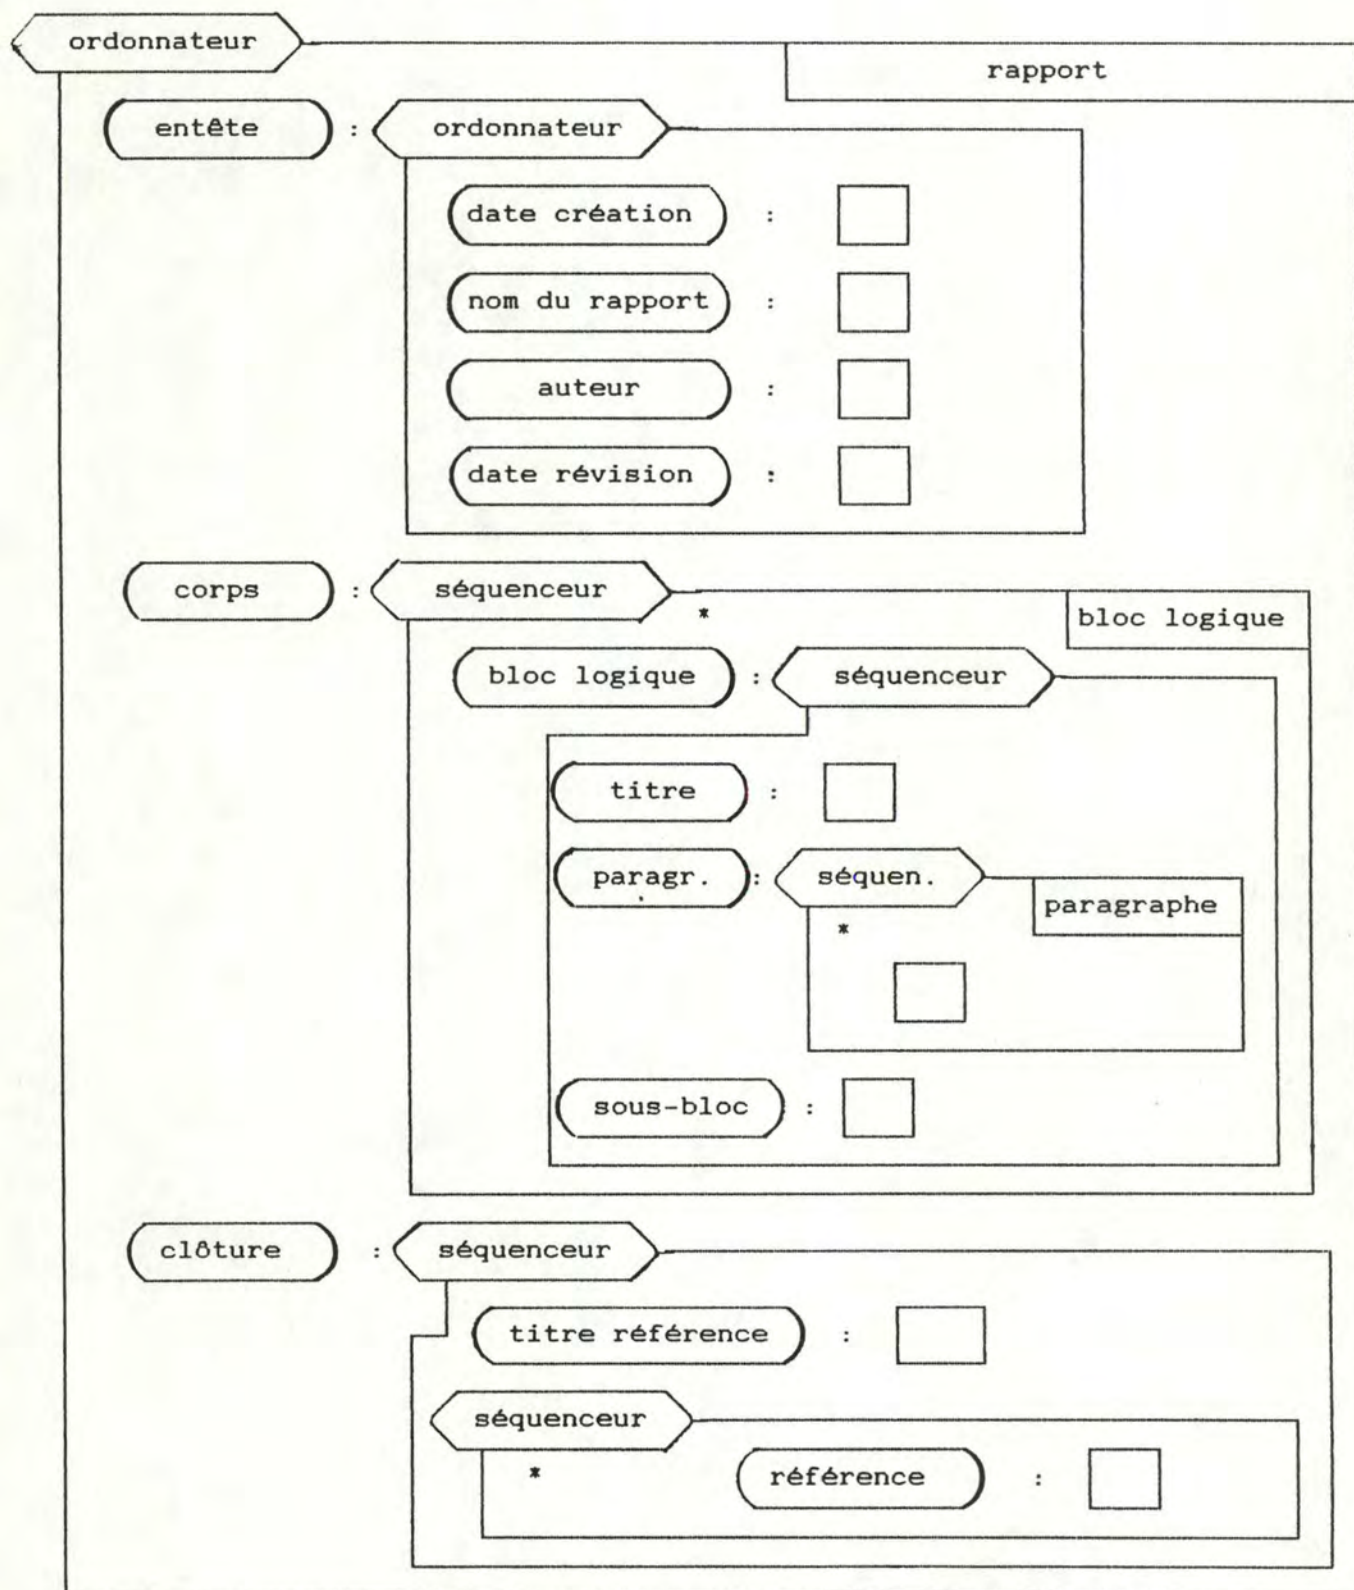 ordonnateur
rapport
entête : ordonnateur
date création :
nom du rapport :
auteur :
date révision :
corps : séquenceur
* bloc logique
bloc logique : séquenceur
titre :
paragr. : séquen.
paragraphe
*
sous-bloc :
clôture : séquenceur
titre référence :
séquenceur
* référence :